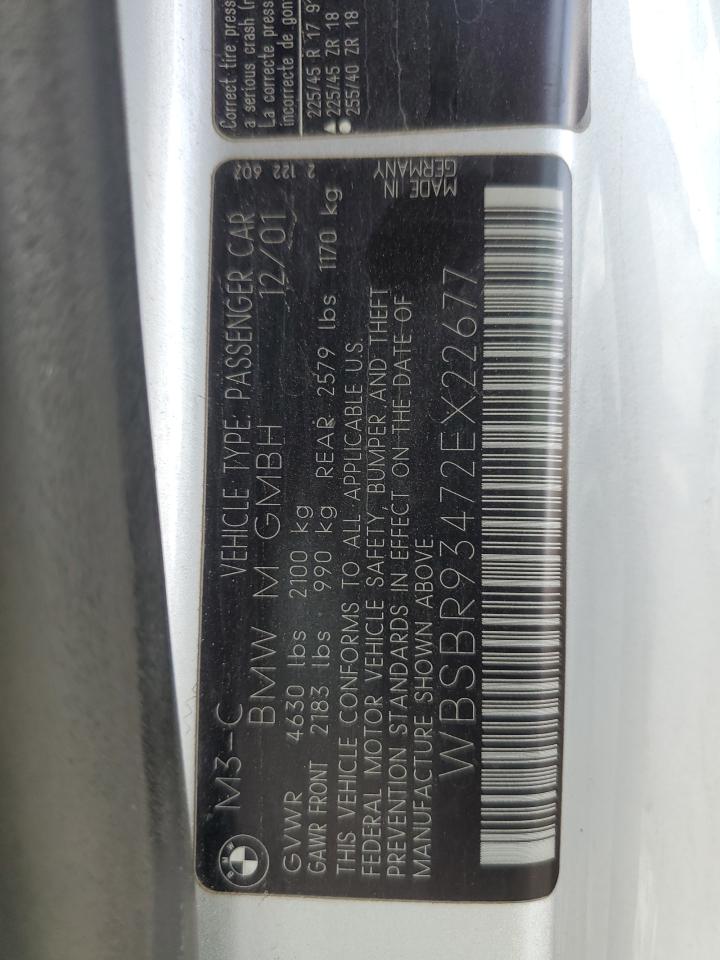 Correct tire press
a serious crash (r
La correcte pressi
incorrecte de gon
225/45 R 17 9
225/45 ZR 18
255/40 ZR 18
BMW
M3-C VEHICLE TYPE: PASSENGER CAR
BMW M GMBH 12/01
GVWR 4630 lbs 2100 kg
GAWR FRONT 2183 lbs 990 kg REAR 2579 lbs 1170 kg
THIS VEHICLE CONFORMS TO ALL APPLICABLE U.S.
FEDERAL MOTOR VEHICLE SAFETY, BUMPER, AND THEFT
PREVENTION STANDARDS IN EFFECT ON THE DATE OF
MANUFACTURE SHOWN ABOVE.
WBSBR93472EX22677
2 122 602
MADE IN
GERMANY